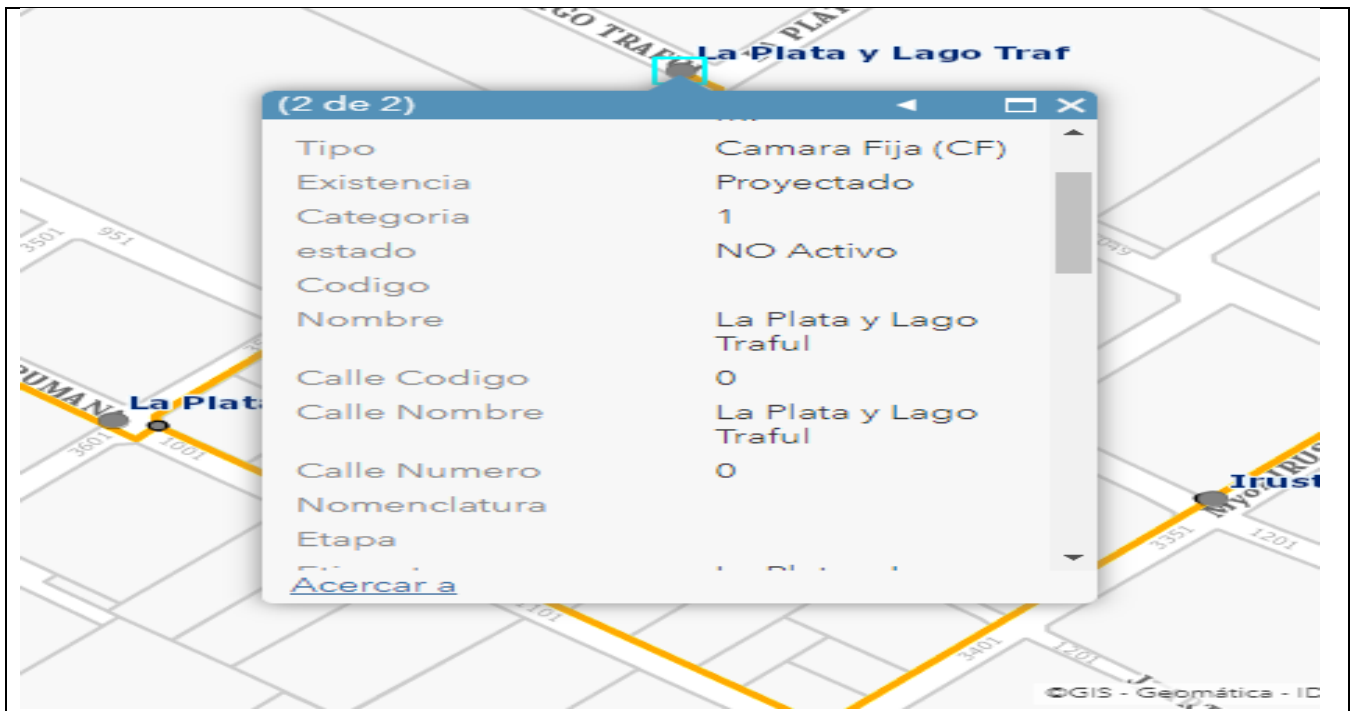 La Plata y Lago Traf
(2 de 2)
Tipo Camara Fija (CF)
Existencia Proyectado
Categoria 1
estado NO Activo
Codigo
Nombre La Plata y Lago
Traful
Calle Codigo 0
Calle Nombre La Plata y Lago
Traful
Calle Numero 0
Nomenclatura
Etapa
Acercar a
3501
951
La Plat
3601
1001
Irust
3351
1201
1101
3401
1201
©GIS - Geomática - ID